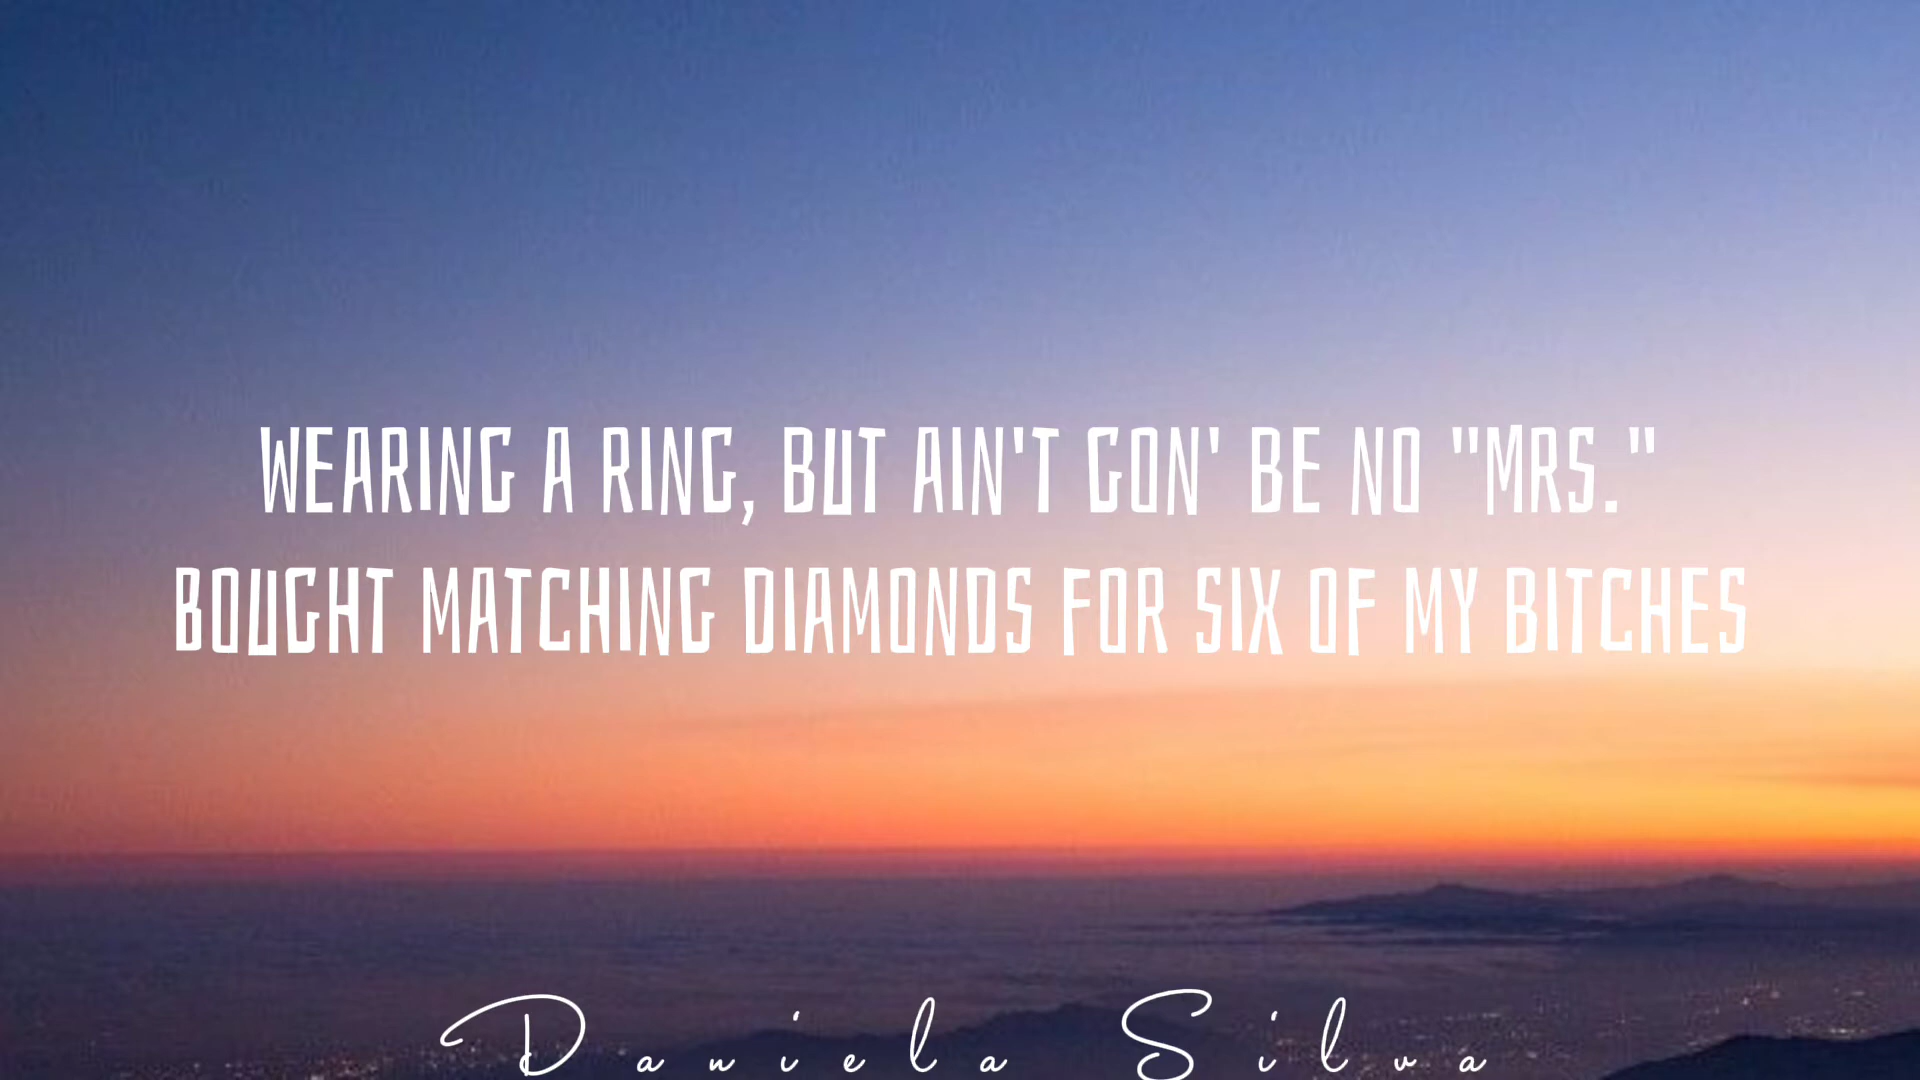 WEARING A RING, BUT AIN'T GON' BE NO "MRS."
BOUGHT MATCHING DIAMONDS FOR SIX OF MY BITCHES
Daniela Silva